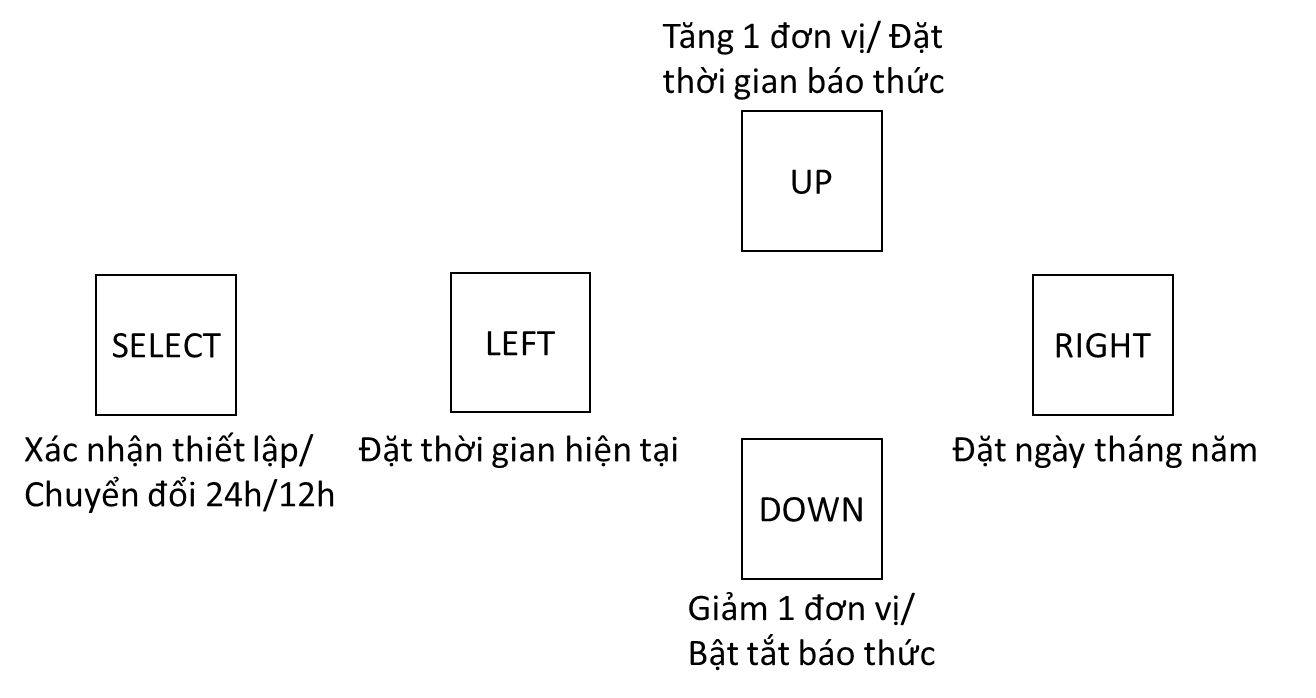 Tăng 1 đơn vị/ Đặt
thời gian báo thức
UP
SELECT
LEFT
RIGHT
Xác nhận thiết lập/
Chuyển đổi 24h/12h
Đặt thời gian hiện tại
Đặt ngày tháng năm
DOWN
Giảm 1 đơn vị/
Bật tắt báo thức